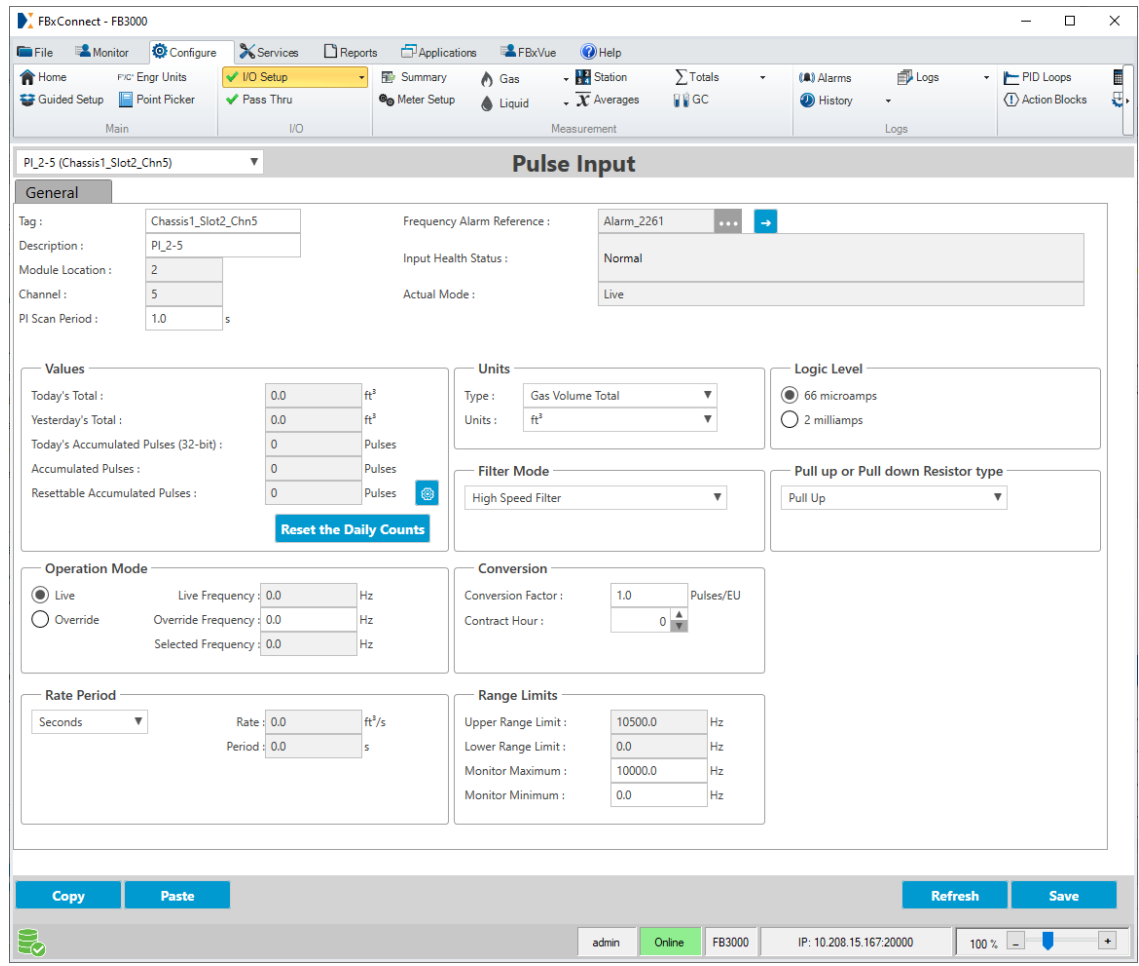 FBxConnect - FB3000
File Monitor Configure Services Reports Applications FBxVue Help
Home Engr Units I/O Setup Summary Gas Station Totals Alarms Logs PID Loops
Guided Setup Point Picker Pass Thru Meter Setup Liquid Averages GC History Action Blocks
Main I/O Measurement Logs
PI_2-5 (Chassis1_Slot2_Chn5) Pulse Input
General
Tag : Chassis1_Slot2_Chn5 Frequency Alarm Reference : Alarm_2261
Description : PI_2-5
Input Health Status : Normal
Module Location : 2
Channel : 5 Actual Mode : Live
PI Scan Period : 1.0 s
Values Units Logic Level
Today's Total : 0.0 ft³ Type : Gas Volume Total 66 microamps
Yesterday's Total : 0.0 ft³ Units : ft³ 2 milliamps
Today's Accumulated Pulses (32-bit) : 0 Pulses
Accumulated Pulses : 0 Pulses Filter Mode Pull up or Pull down Resistor type
Resettable Accumulated Pulses : 0 Pulses High Speed Filter Pull Up
Reset the Daily Counts
Operation Mode Conversion
Live Live Frequency : 0.0 Hz Conversion Factor : 1.0 Pulses/EU
Override Override Frequency : 0.0 Hz Contract Hour : 0
Selected Frequency : 0.0 Hz
Rate Period Range Limits
Seconds Rate : 0.0 ft³/s Upper Range Limit : 10500.0 Hz
Period : 0.0 s Lower Range Limit : 0.0 Hz
Monitor Maximum : 10000.0 Hz
Monitor Minimum : 0.0 Hz
Copy Paste Refresh Save
admin Online FB3000 IP: 10.208.15.167:20000 100 % - +